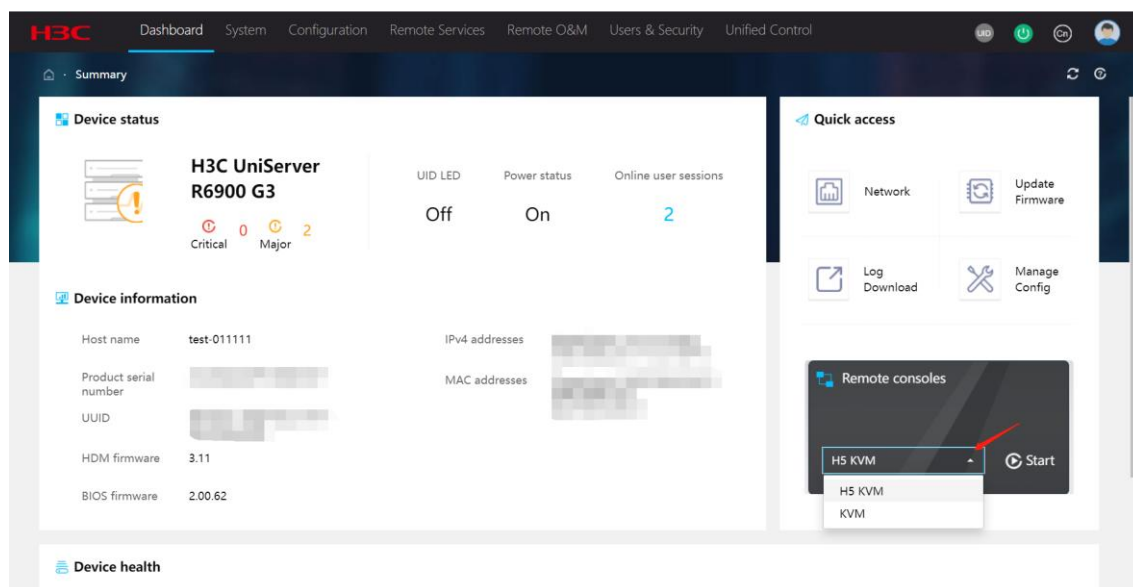 H3C Dashboard System Configuration Remote Services Remote O&M Users & Security Unified Control UID Cn
Summary
Device status
H3C UniServer
R6900 G3
0 2
Critical Major
UID LED Power status Online user sessions
Off On 2
Device information
Host name test-011111
Product serial
number
UUID
HDM firmware 3.11
BIOS firmware 2.00.62
IPv4 addresses
MAC addresses
Device health
Quick access
Network
Update
Firmware
Log
Download
Manage
Config
Remote consoles
H5 KVM Start
H5 KVM
KVM